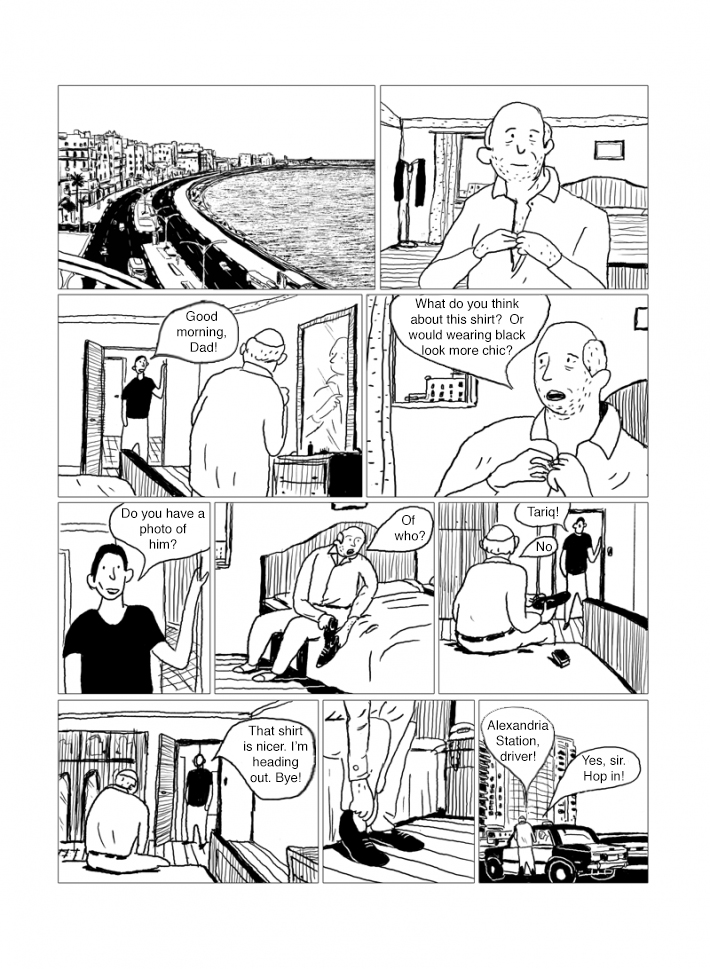 Good
morning,
Dad!
What do you think
about this shirt? Or
would wearing black
look more chic?
Do you have a
photo of
him?
Of
who?
Tariq!
No
That shirt
is nicer. I'm
heading
out. Bye!
Alexandria
Station,
driver!
Yes, sir.
Hop in!